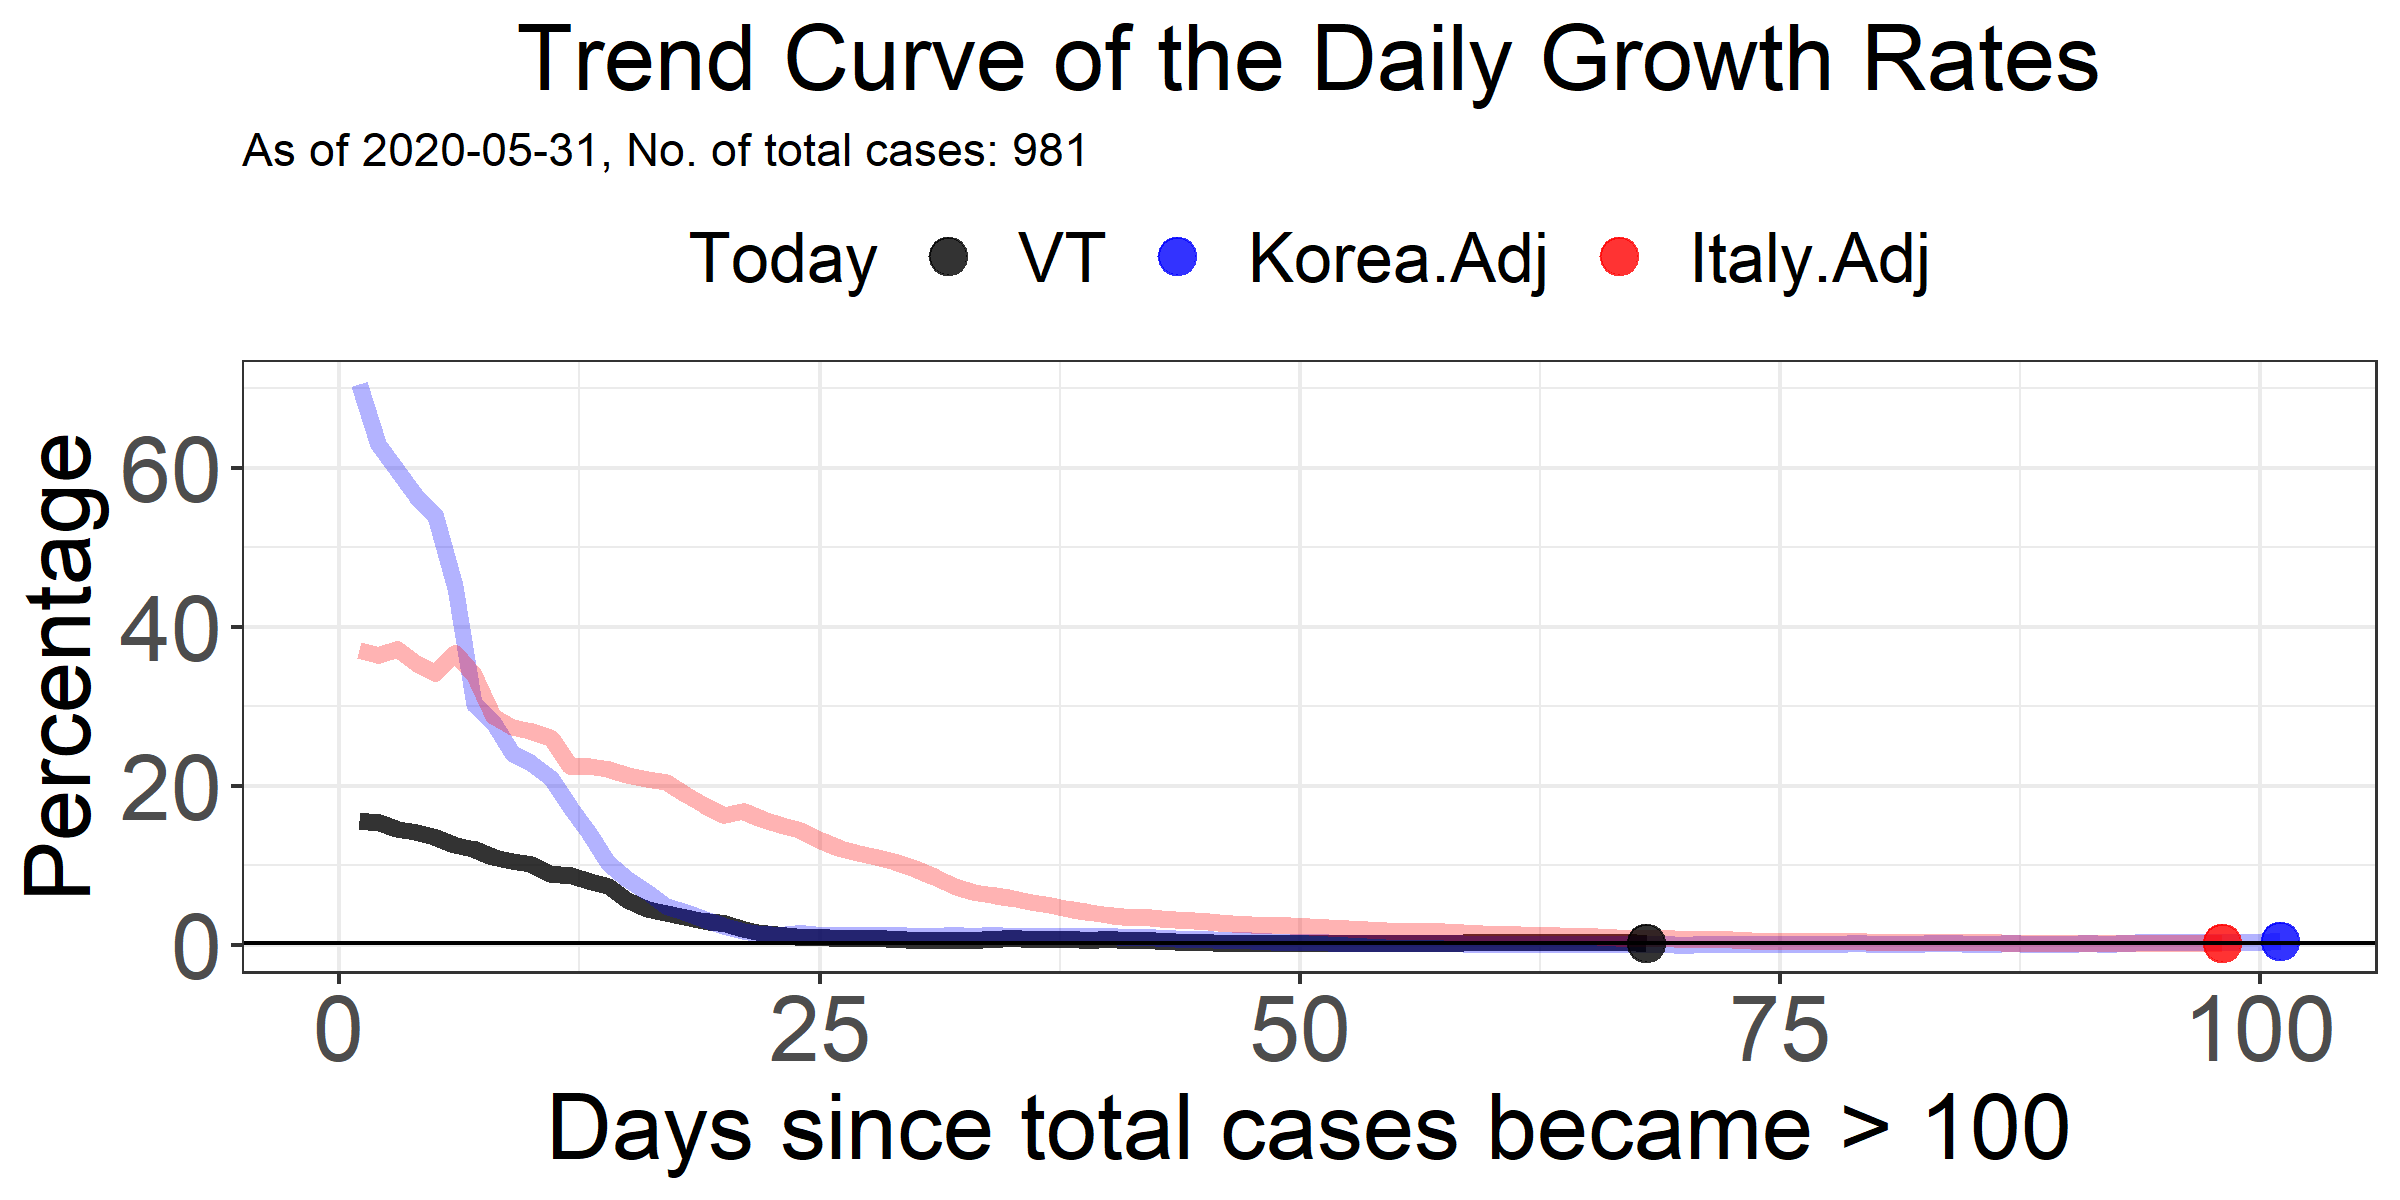 Trend Curve of the Daily Growth Rates
As of 2020-05-31, No. of total cases: 981
Today VT Korea.Adj Italy.Adj
Percentage
60
40
20
0
0 25 50 75 100
Days since total cases became > 100